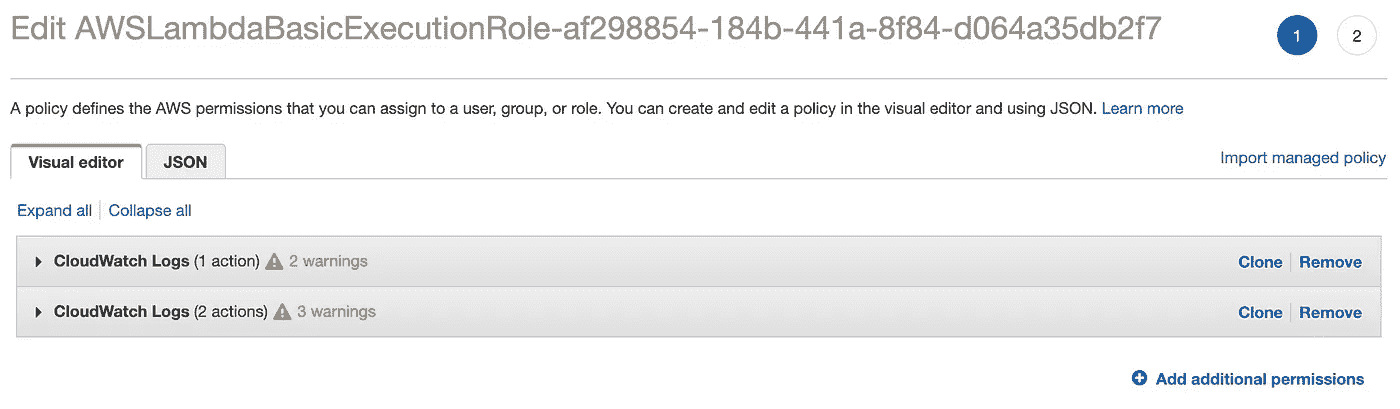 Edit AWSLambdaBasicExecutionRole-af298854-184b-441a-8f84-d064a35db2f7 1 2
A policy defines the AWS permissions that you can assign to a user, group, or role. You can create and edit a policy in the visual editor and using JSON. Learn more
Visual editor JSON Import managed policy
Expand all Collapse all
CloudWatch Logs (1 action) 2 warnings Clone Remove
CloudWatch Logs (2 actions) 3 warnings Clone Remove
Add additional permissions